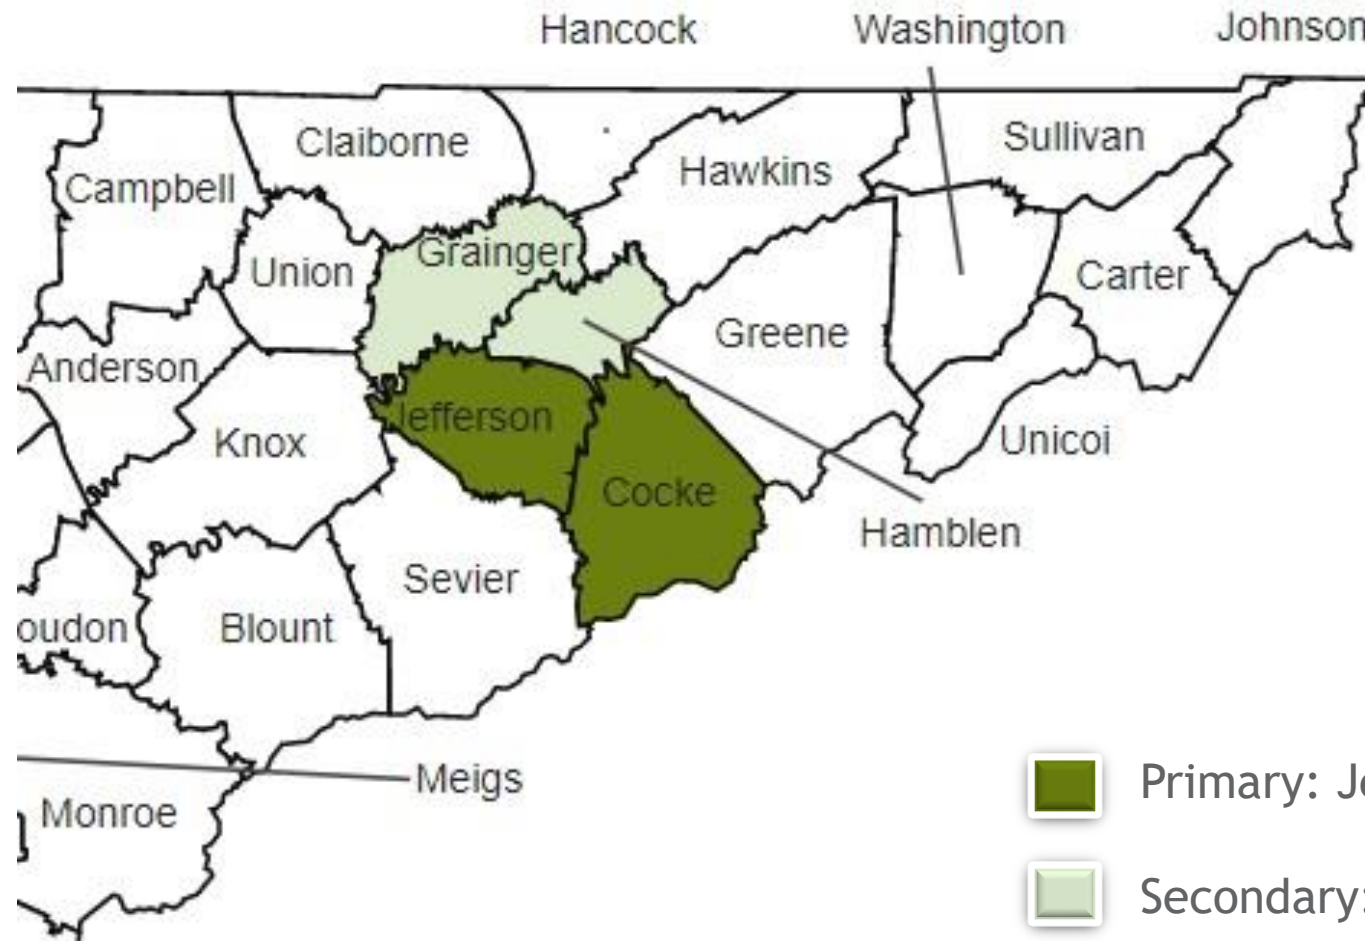 Hancock
Washington
Johnson
Claiborne
Sullivan
Campbell
Hawkins
Grainger
Union
Carter
Greene
Anderson
Jefferson
Knox
Unicoi
Cocke
Hamblen
Sevier
oudon
Blount
Meigs
Primary: J
Monroe
Secondary: